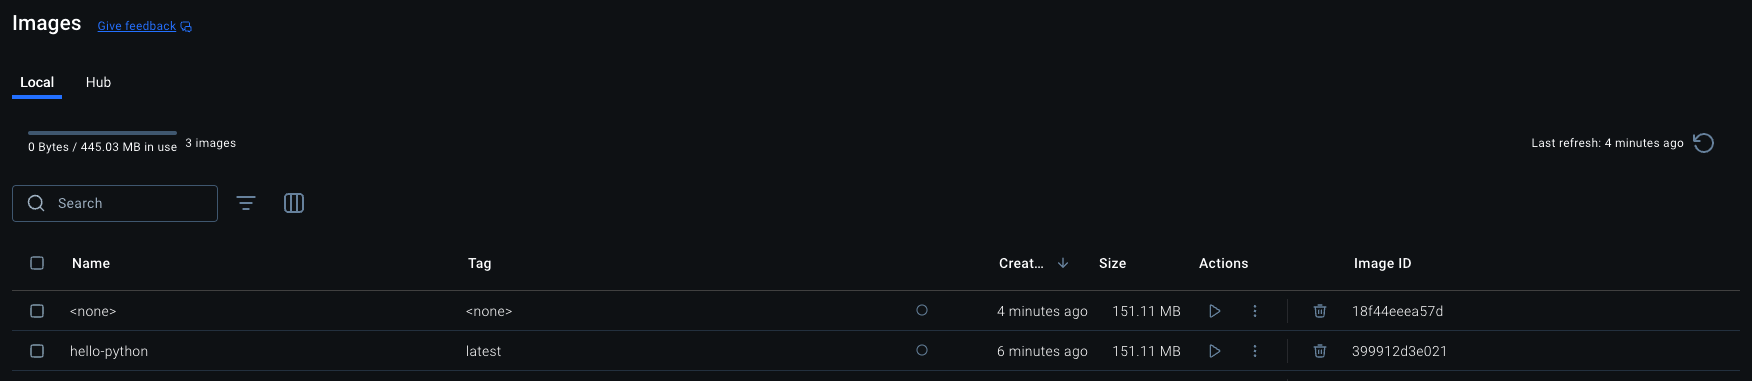 Images Give feedback
Local Hub
0 Bytes / 445.03 MB in use 3 images Last refresh: 4 minutes ago
Search
Name Tag Creat... Size Actions Image ID
<none> <none> 4 minutes ago 151.11 MB 18f44eeea57d
hello-python latest 6 minutes ago 151.11 MB 399912d3e021